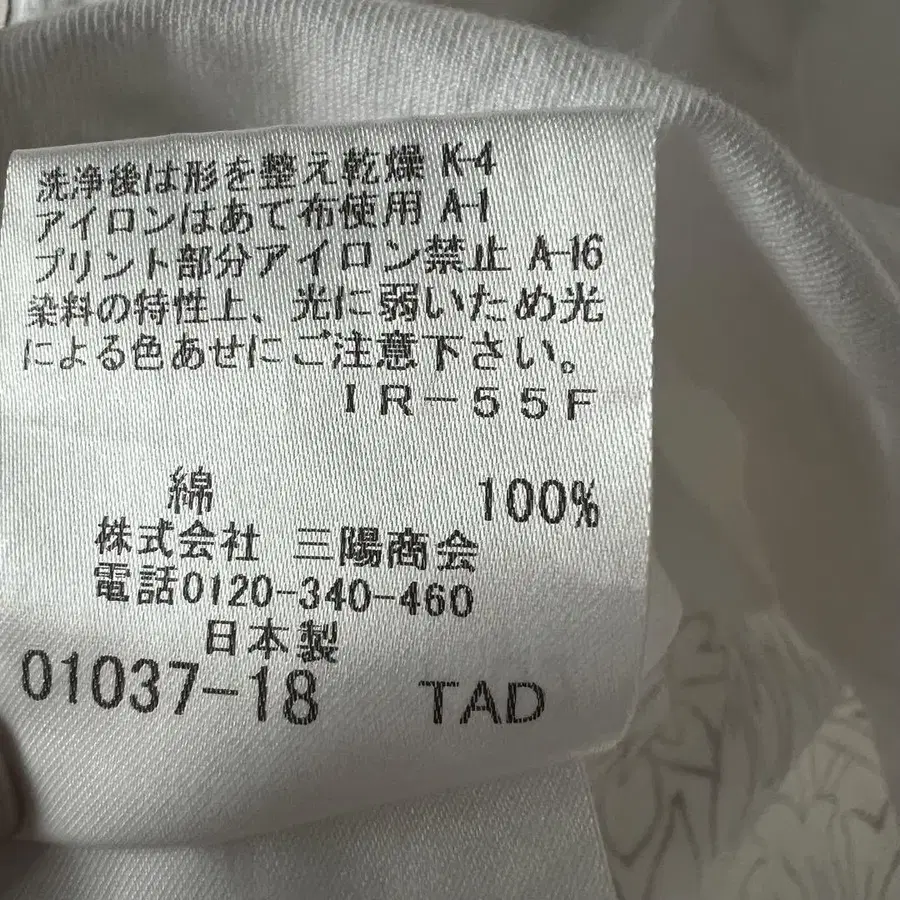 洗浄後は形を整え乾燥 K-4
アイロンはあて布使用 A-1
プリント部分アイロン禁止 A-16
染料の特性上、光に弱いため光
による色あせにご注意下さい。
IR-55F
綿 100%
株式会社 三陽商会
電話0120-340-460
日本製
01037-18 TAD